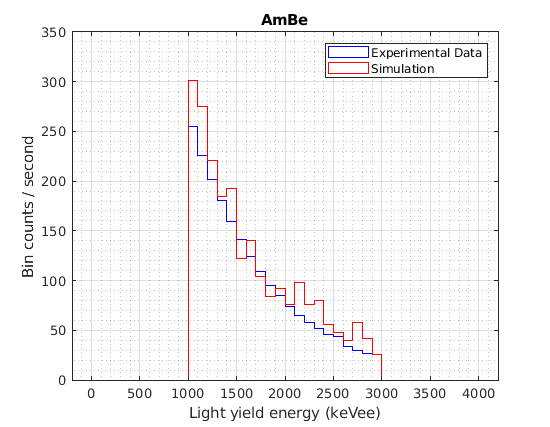 AmBe
350
300
250
200
150
100
50
0
Bin counts / second
Experimental Data
Simulation
0 500 1000 1500 2000 2500 3000 3500 4000
Light yield energy (keVee)